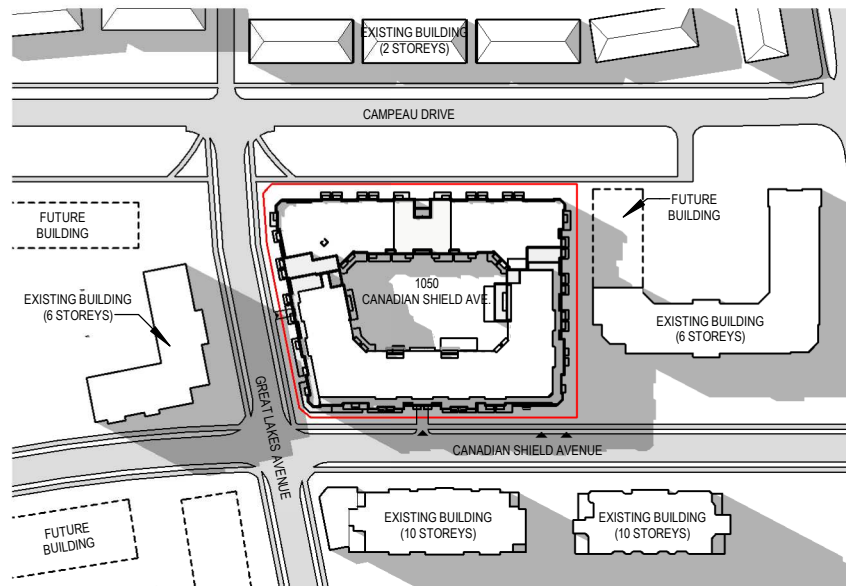 EXISTING BUILDING
(2 STOREYS)
CAMPEAU DRIVE
FUTURE
BUILDING
FUTURE
BUILDING
1050
CANADIAN SHIELD AVE.
EXISTING BUILDING
(6 STOREYS)
EXISTING BUILDING
(6 STOREYS)
GREAT LAKES AVENUE
CANADIAN SHIELD AVENUE
EXISTING BUILDING
(10 STOREYS)
EXISTING BUILDING
(10 STOREYS)
FUTURE
BUILDING